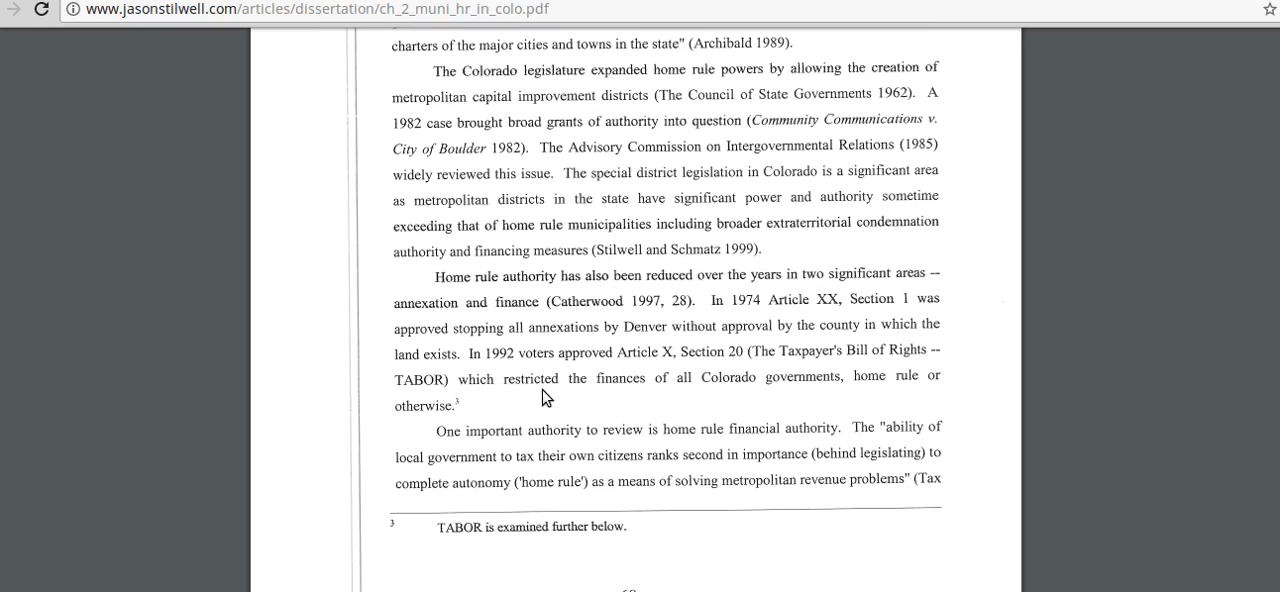 www.jasonstilwell.com/articles/dissertation/ch_2_muni_hr_in_colo.pdf
charters of the major cities and towns in the state" (Archibald 1989).
The Colorado legislature expanded home rule powers by allowing the creation of
metropolitan capital improvement districts (The Council of State Governments 1962). A
1982 case brought broad grants of authority into question (Community Communications v.
City of Boulder 1982). The Advisory Commission on Intergovernmental Relations (1985)
widely reviewed this issue. The special district legislation in Colorado is a significant area
as metropolitan districts in the state have significant power and authority sometime
exceeding that of home rule municipalities including broader extraterritorial condemnation
authority and financing measures (Stilwell and Schmatz 1999).
Home rule authority has also been reduced over the years in two significant areas --
annexation and finance (Catherwood 1997, 28). In 1974 Article XX, Section 1 was
approved stopping all annexations by Denver without approval by the county in which the
land exists. In 1992 voters approved Article X, Section 20 (The Taxpayer's Bill of Rights --
TABOR) which restricted the finances of all Colorado governments, home rule or
otherwise.3
One important authority to review is home rule financial authority. The "ability of
local government to tax their own citizens ranks second in importance (behind legislating) to
complete autonomy ('home rule') as a means of solving metropolitan revenue problems" (Tax
3 TABOR is examined further below.